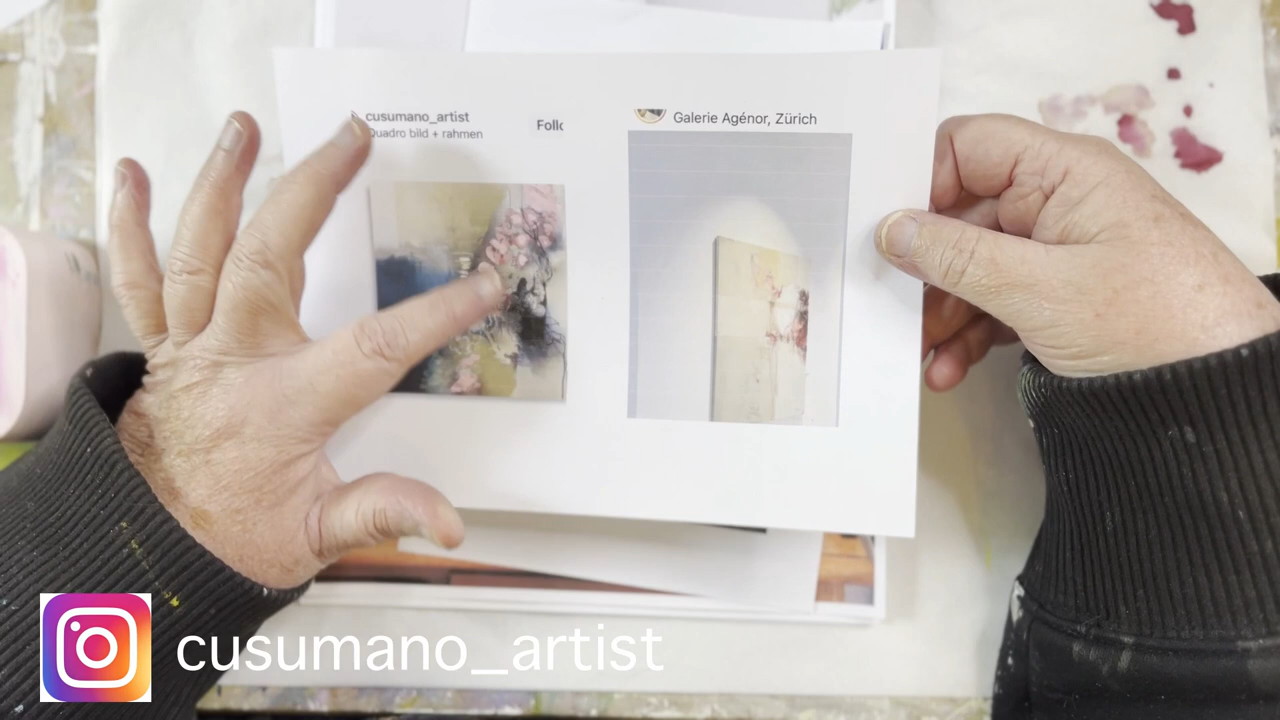 cusumano_artist
Quadro bild + rahmen
Follo
Galerie Agénor, Zürich
cusumano_artist